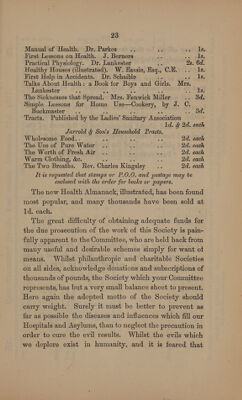 23
Manual of Health. Dr. Parkes .. .. .. 1s.
First Lessons on Health. J. Berners .. .. 1s.
Practical Physiology. Dr. Lankester .. 2s. 6d.
Healthy Houses (illustrated). W. Eassie, Esq., C.E. .. 1s.
First Help in Accidents. Dr. Schaible .. .. 1s.
Talks About Health: a Book for Boys and Girls. Mrs.
Lankester .. .. .. .. .. 1s.
The Sicknesses that Spread. Mrs. Fenwick Miller .. 3d.
Simple Lessons for Home Use—Cookery, by J. C.
Buckmaster .. .. .. .. .. 3d.
Tracts. Published by the Ladies' Sanitary Association
1d. & 2d. each
Jarrold & Son's Household Tracts.
Wholesome Food.. .. .. .. .. 2d. each
The Use of Pure Water .. .. .. 2d. each
The Worth of Fresh Air .. .. .. 2d. each
Warm Clothing, &c. .. .. .. 2d. each
The Two Breaths. Rev. Charles Kingsley .. 2d. each
It is requested that stamps or P.O.O. and postage may be
enclosed with the order for books or papers.
The new Health Almanack, illustrated, has been found
most popular, and many thousands have been sold at
1d. each.
The great difficulty of obtaining adequate funds for
the due prosecution of the work of this Society is pain-
fully apparent to the Committee, who are held back from
many useful and desirable schemes simply for want of
means. Whilst philanthropic and charitable Societies
on all sides, acknowledge donations and subscriptions of
thousands of pounds, the Society which your Committee
represents, has but a very small balance sheet to present.
Here again the adopted motto of the Society should
carry weight. Surely it must be better to prevent as
far as possible the diseases and influences which fill our
Hospitals and Asylums, than to neglect the precaution in
order to cure the evil results. Whilst the evils which
we deplore exist in humanity, and it is feared that